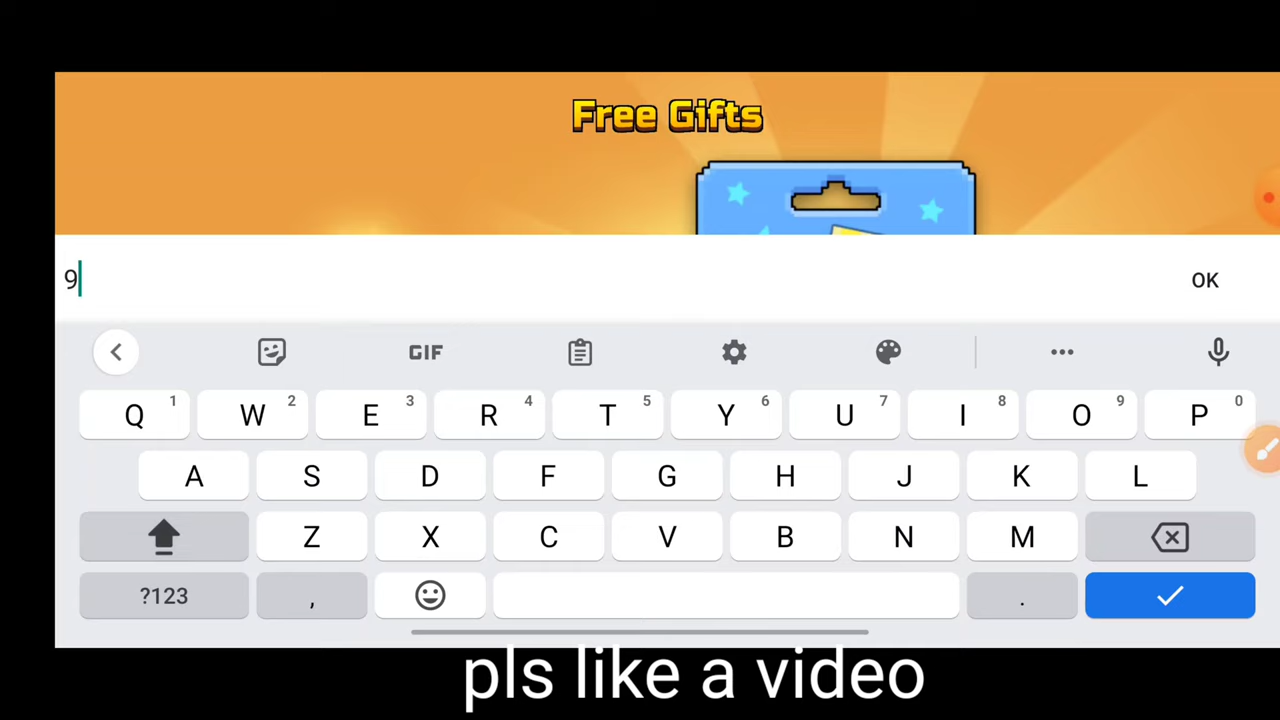 Free Gifts
9
OK
GIF
Q 1 W 2 E 3 R 4 T 5 Y 6 U 7 I 8 O 9 P 0
A S D F G H J K L
Z X C V B N M
?123 , .
pls like a video